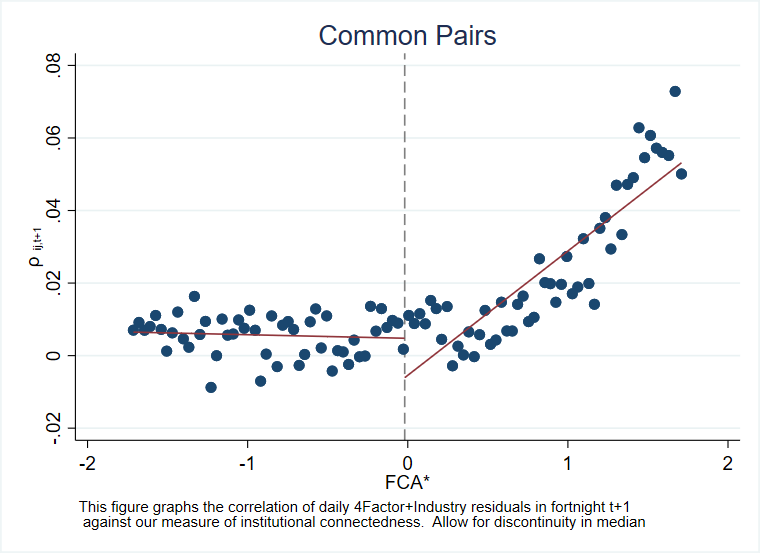 Common Pairs
.08
.06
.04
.02
0
-.02
ρ ij,t+1
-2
-1
0
1
2
FCA*
This figure graphs the correlation of daily 4Factor+Industry residuals in fortnight t+1
against our measure of institutional connectedness.  Allow for discontinuity in median